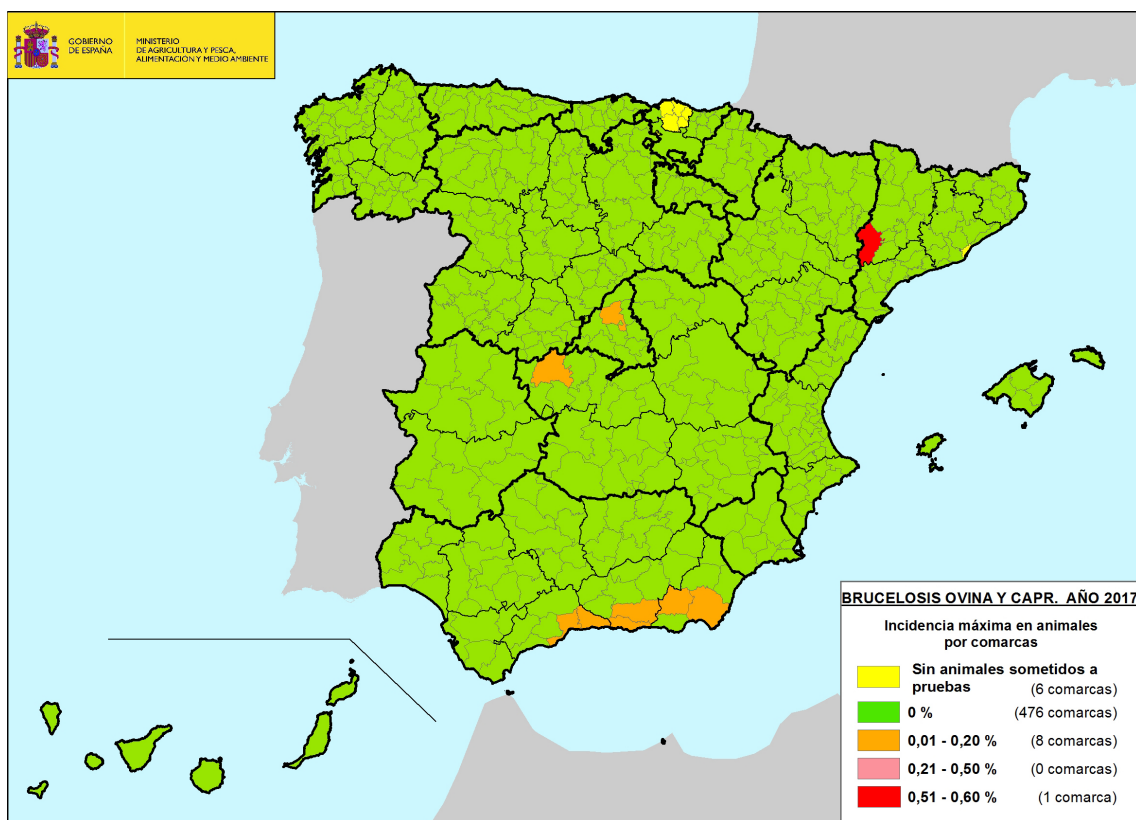 GOBIERNO
DE ESPAÑA
MINISTERIO
DE AGRICULTURA Y PESCA,
ALIMENTACIÓN Y MEDIO AMBIENTE
BRUCELOSIS OVINA Y CAPR. AÑO 2017
Incidencia máxima en animales
por comarcas
Sin animales sometidos a
pruebas (6 comarcas)
0 % (476 comarcas)
0,01 - 0,20 % (8 comarcas)
0,21 - 0,50 % (0 comarcas)
0,51 - 0,60 % (1 comarca)